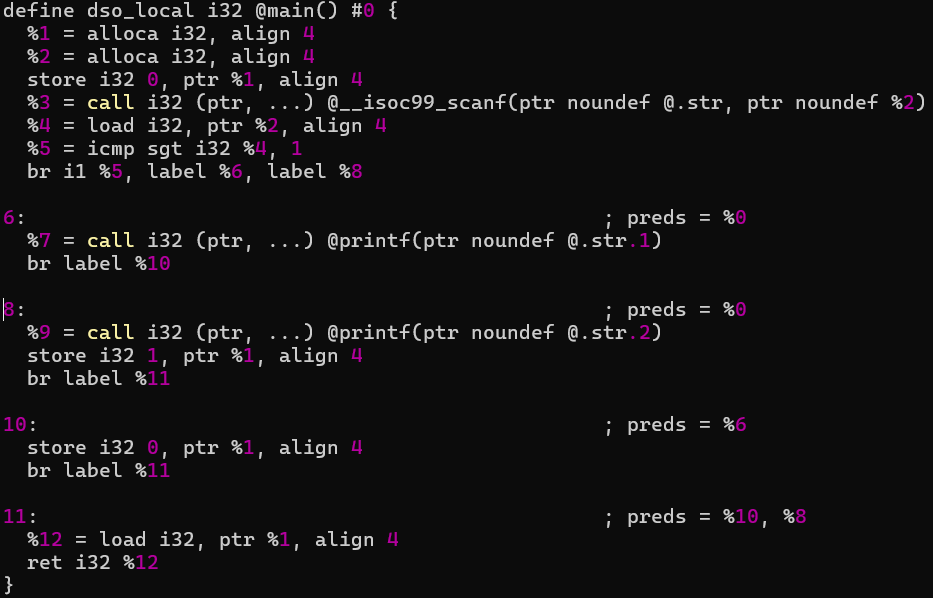 define dso_local i32 @main() #0 {
  %1 = alloca i32, align 4
  %2 = alloca i32, align 4
  store i32 0, ptr %1, align 4
  %3 = call i32 (ptr, ...) @__isoc99_scanf(ptr noundef @.str, ptr noundef %2)
  %4 = load i32, ptr %2, align 4
  %5 = icmp sgt i32 %4, 1
  br i1 %5, label %6, label %8

6:                                                ; preds = %0
  %7 = call i32 (ptr, ...) @printf(ptr noundef @.str.1)
  br label %10

8:                                                ; preds = %0
  %9 = call i32 (ptr, ...) @printf(ptr noundef @.str.2)
  store i32 1, ptr %1, align 4
  br label %11

10:                                               ; preds = %6
  store i32 0, ptr %1, align 4
  br label %11

11:                                               ; preds = %10, %8
  %12 = load i32, ptr %1, align 4
  ret i32 %12
}